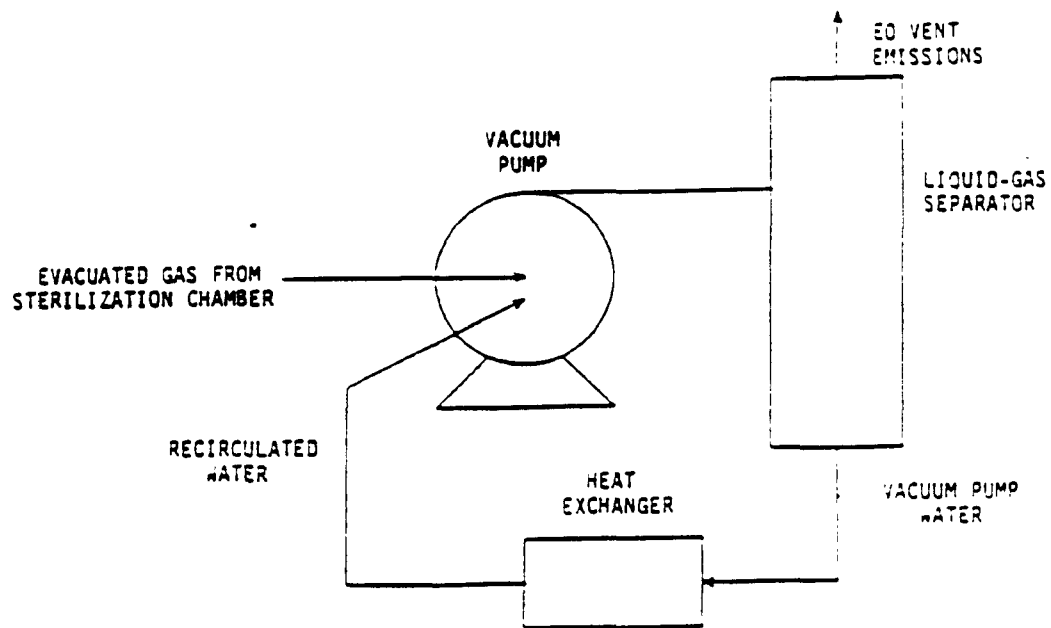 EO VENT
EMISSIONS
VACUUM
PUMP
LIQUID-GAS
SEPARATOR
EVACUATED GAS FROM
STERILIZATION CHAMBER
RECIRCULATED
WATER
HEAT
EXCHANGER
VACUUM PUMP
WATER